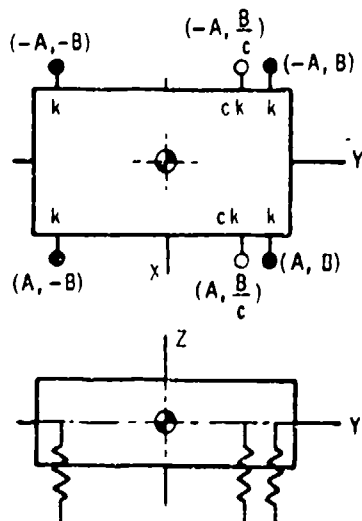 (-A, B/c)
(-A, -B) (-A, B)
k ck k
Y
k ck k
(A, -B) X (A, B/c) (A, B)
Z
Y